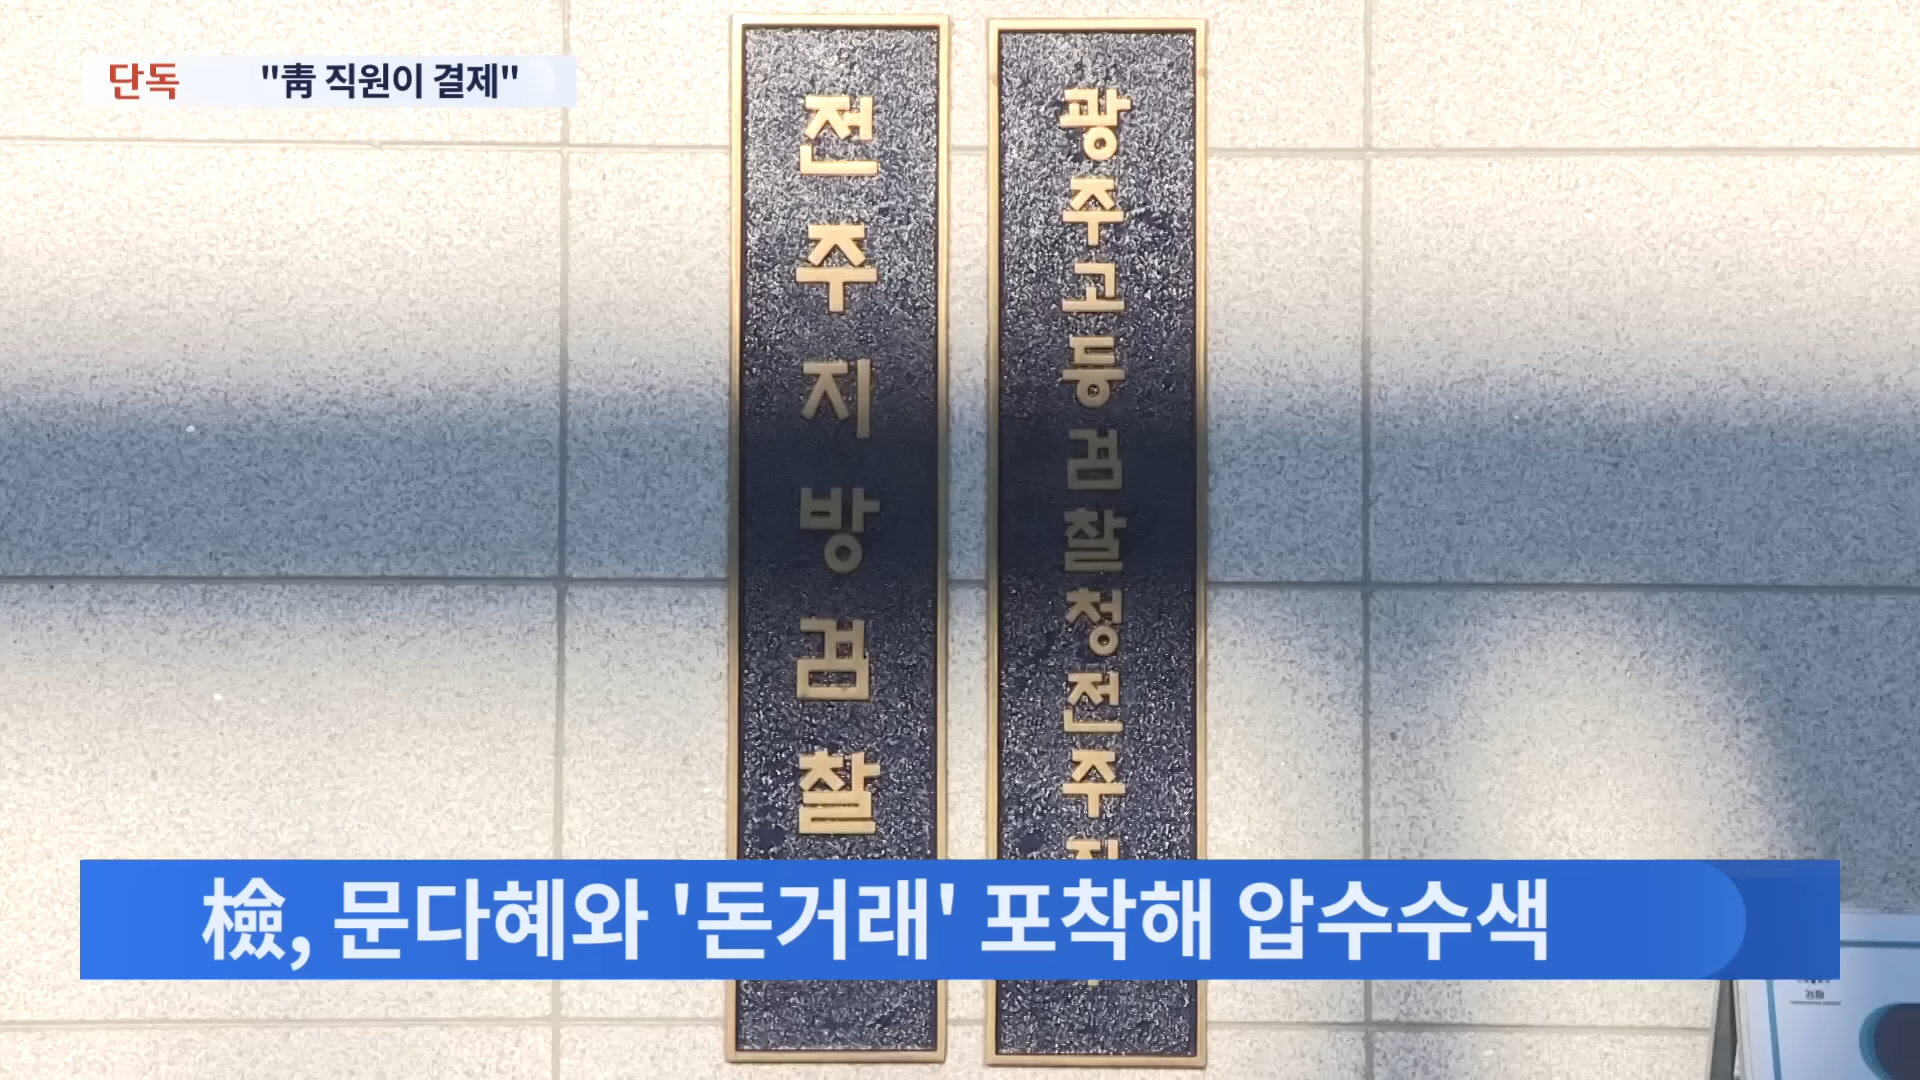 단독 "靑 직원이 결제"
전주지방검찰
광주고등검찰청전주지
檢, 문다혜와 '돈거래' 포착해 압수수색